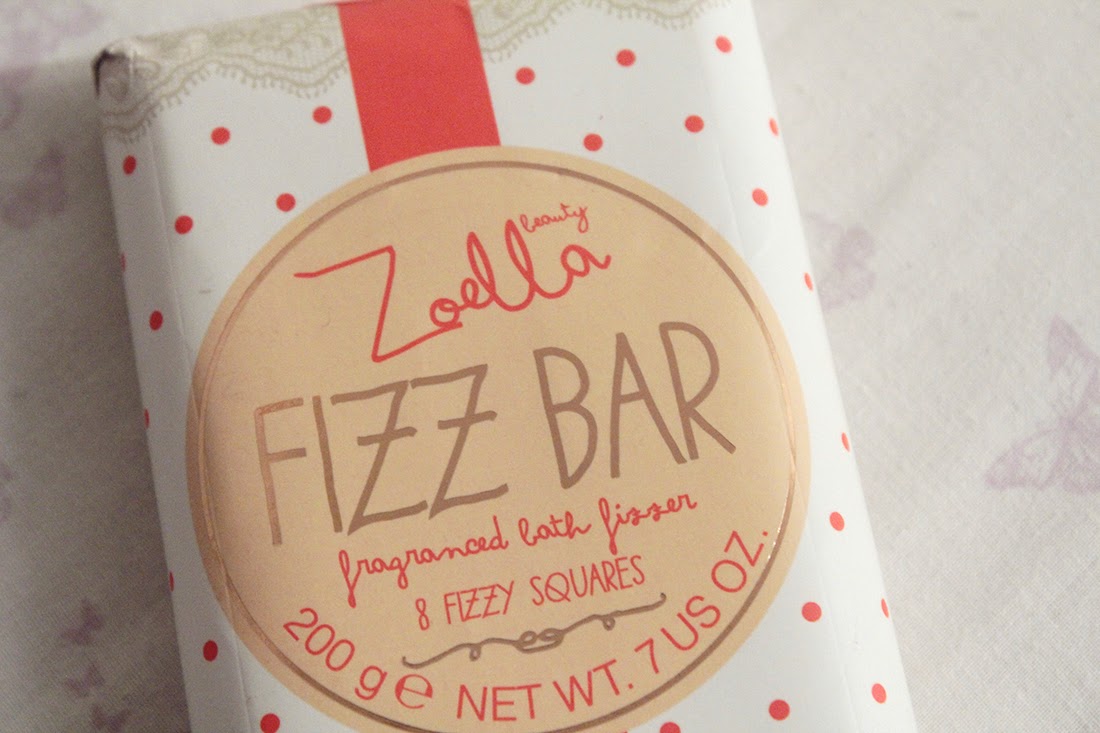 Zoella beauty
FIZZ BAR
fragranced bath fizzer
8 FIZZY SQUARES
200 g ℮ NET WT. 7 US OZ.